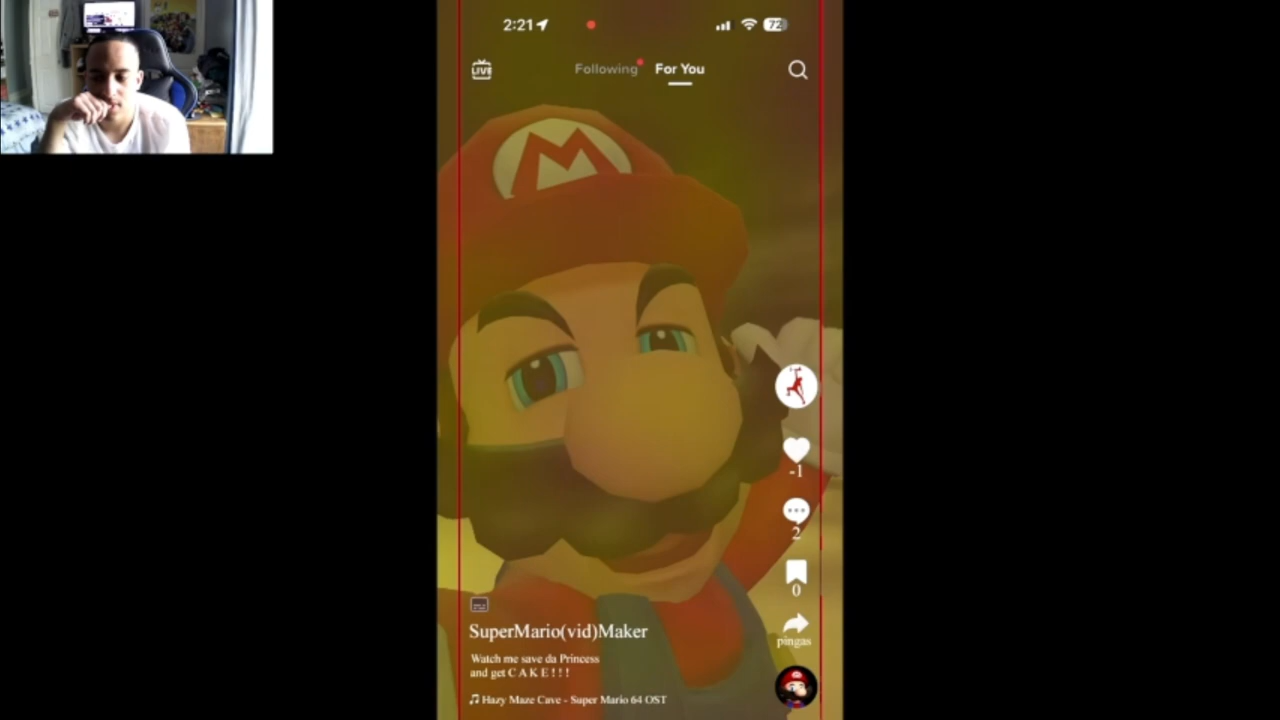 2:21
72
LIVE
Following
For You
M
-1
2
0
pingas
SuperMario(vid)Maker
Watch me save da Princess
and get C A K E ! ! !
Hazy Maze Cave - Super Mario 64 OST